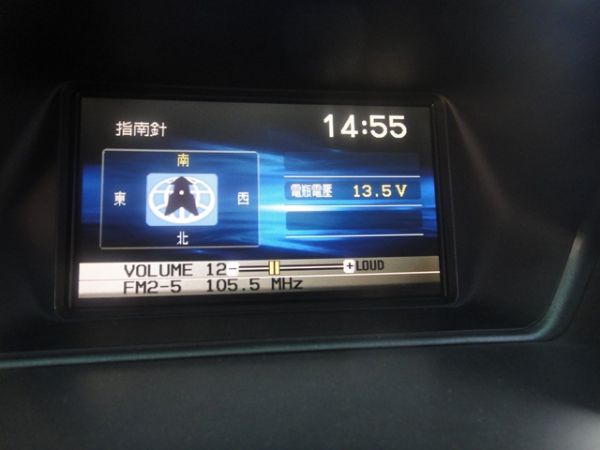 指南針
14:55
南
東
西
北
電瓶電壓 13.5 V
VOLUME 12 - + LOUD
FM2-5 105.5 MHz